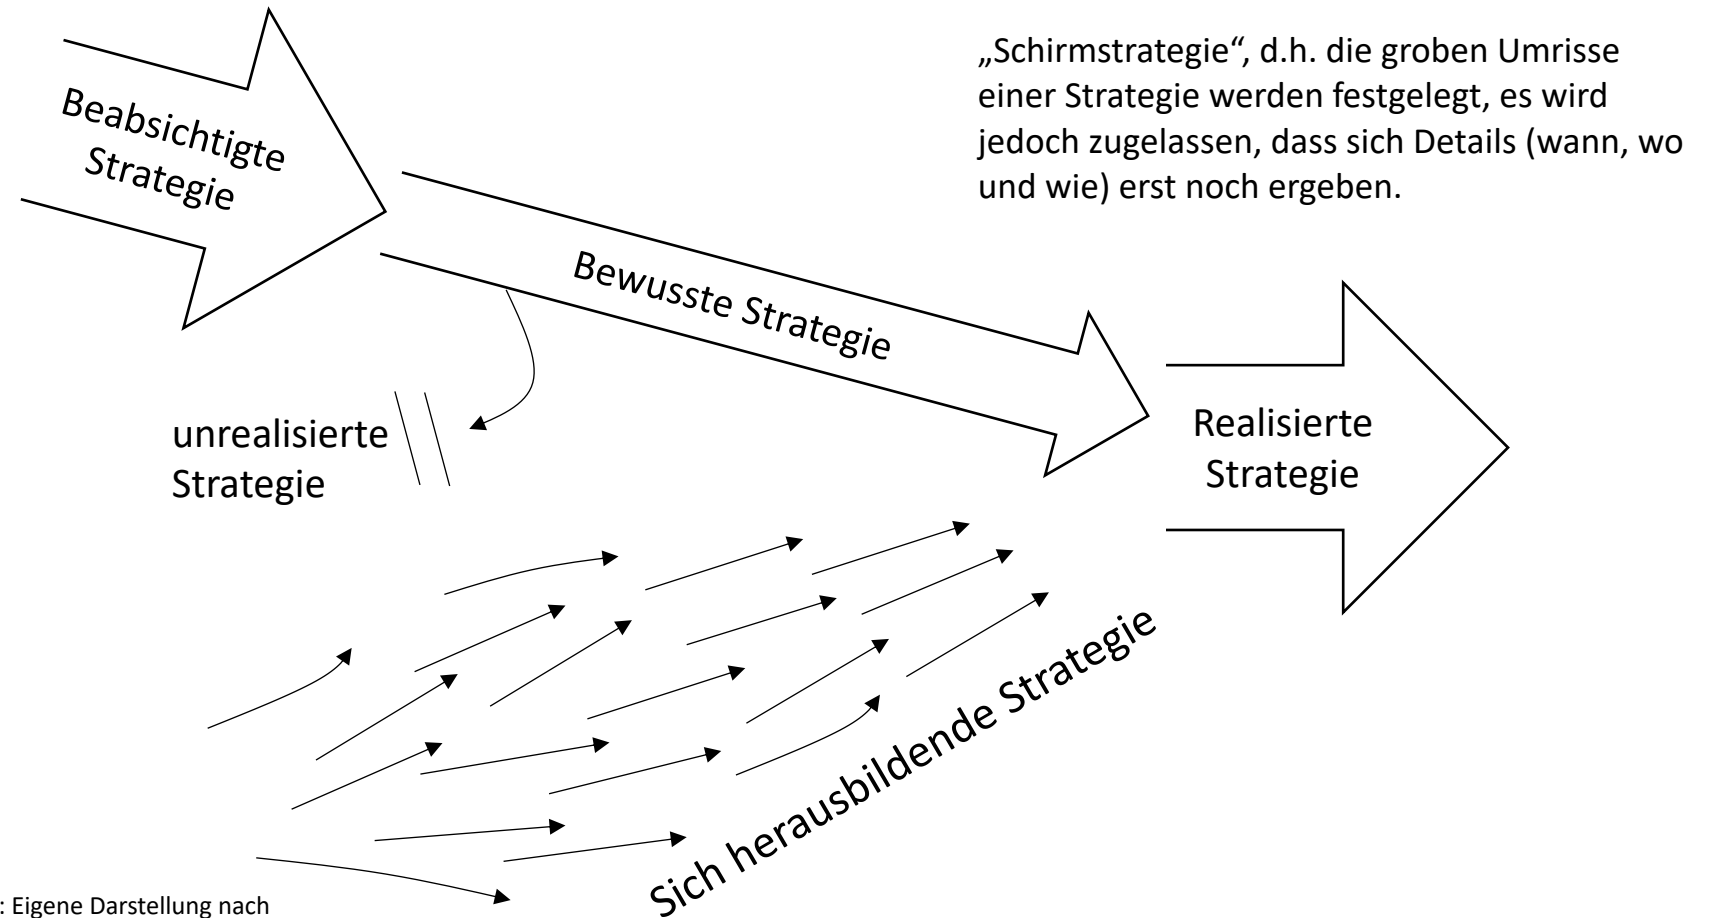 „Schirmstrategie“, d.h. die groben Umrisse
einer Strategie werden festgelegt, es wird
jedoch zugelassen, dass sich Details (wann, wo
und wie) erst noch ergeben.
Beabsichtigte
Strategie
Bewusste Strategie
unrealisierte
Strategie
Realisierte
Strategie
Sich herausbildende Strategie
: Eigene Darstellung nach